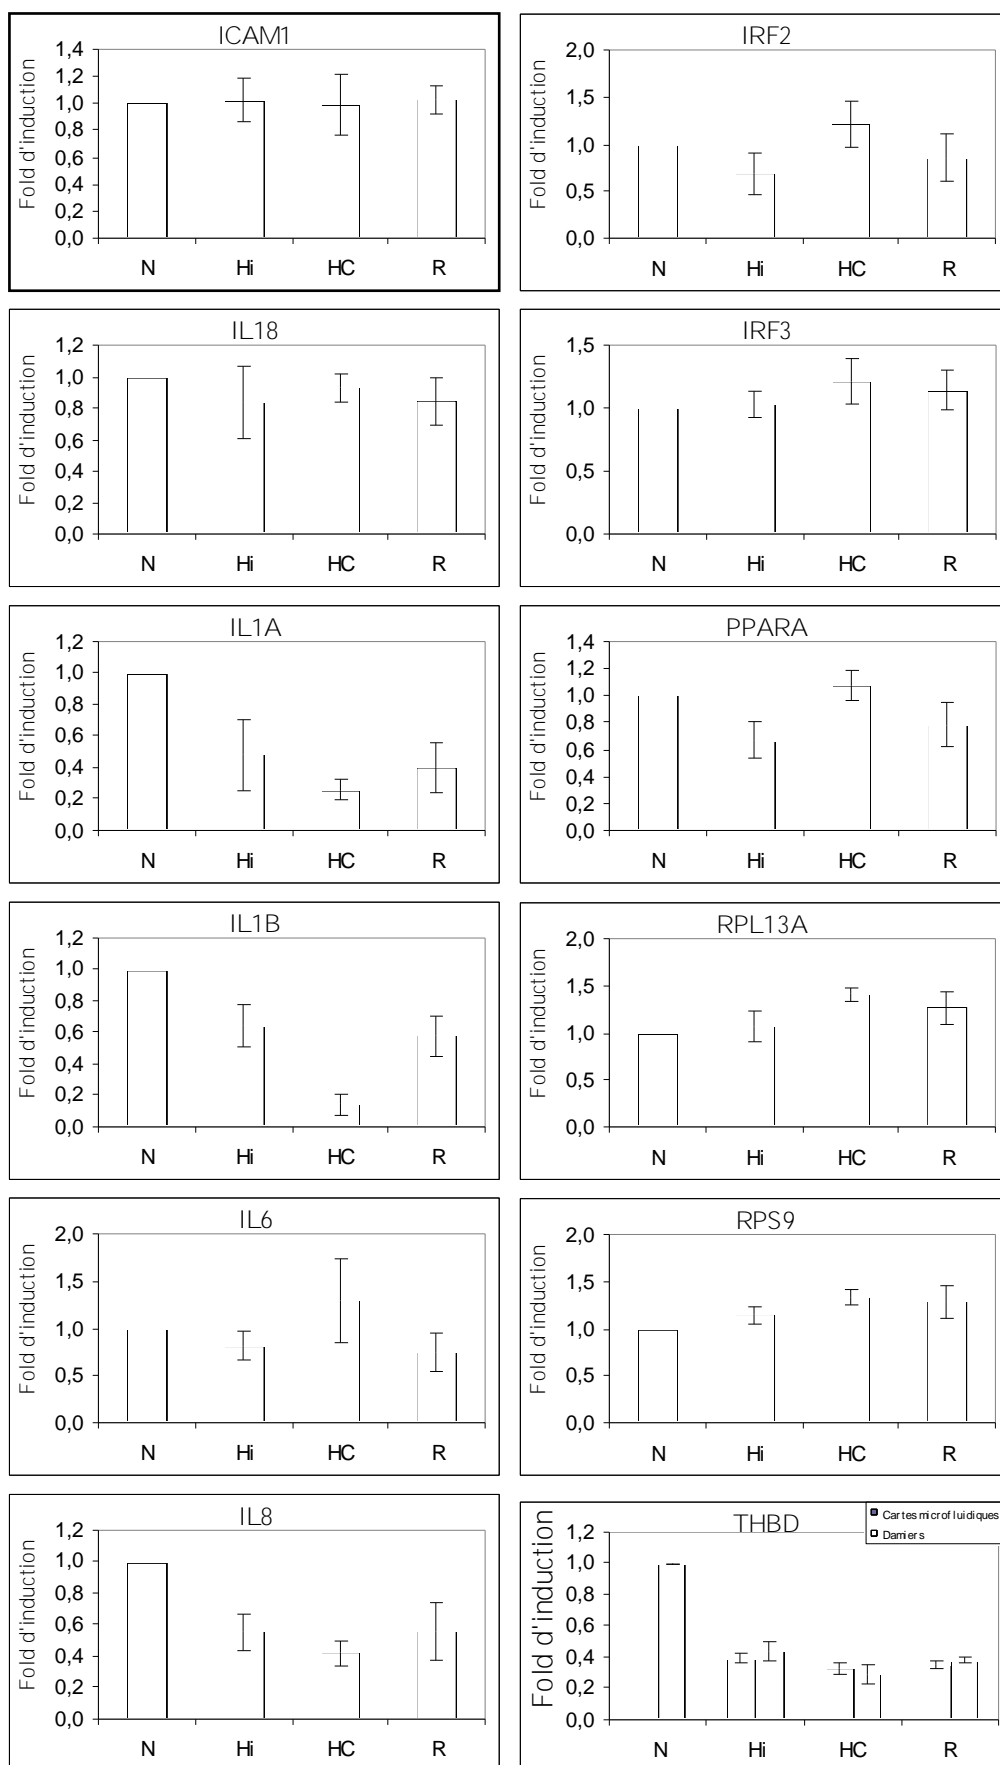 ICAM1
Fold d'induction
1,4
1,2
1,0
0,8
0,6
0,4
0,2
0,0
N Hi HC R
IRF2
Fold d'induction
2,0
1,5
1,0
0,5
0,0
N Hi HC R
IL18
Fold d'induction
1,2
1,0
0,8
0,6
0,4
0,2
0,0
N Hi HC R
IRF3
Fold d'induction
1,5
1,0
0,5
0,0
N Hi HC R
IL1A
Fold d'induction
1,2
1,0
0,8
0,6
0,4
0,2
0,0
N Hi HC R
PPARA
Fold d'induction
1,4
1,2
1,0
0,8
0,6
0,4
0,2
0,0
N Hi HC R
IL1B
Fold d'induction
1,2
1,0
0,8
0,6
0,4
0,2
0,0
N Hi HC R
RPL13A
Fold d'induction
2,0
1,5
1,0
0,5
0,0
N Hi HC R
IL6
Fold d'induction
2,0
1,5
1,0
0,5
0,0
N Hi HC R
RPS9
Fold d'induction
2,0
1,5
1,0
0,5
0,0
N Hi HC R
IL8
Fold d'induction
1,2
1,0
0,8
0,6
0,4
0,2
0,0
N Hi HC R
THBD
Cartes microfluidiques
Damiers
Fold d'induction
1,2
1,0
0,8
0,6
0,4
0,2
0,0
N Hi HC R